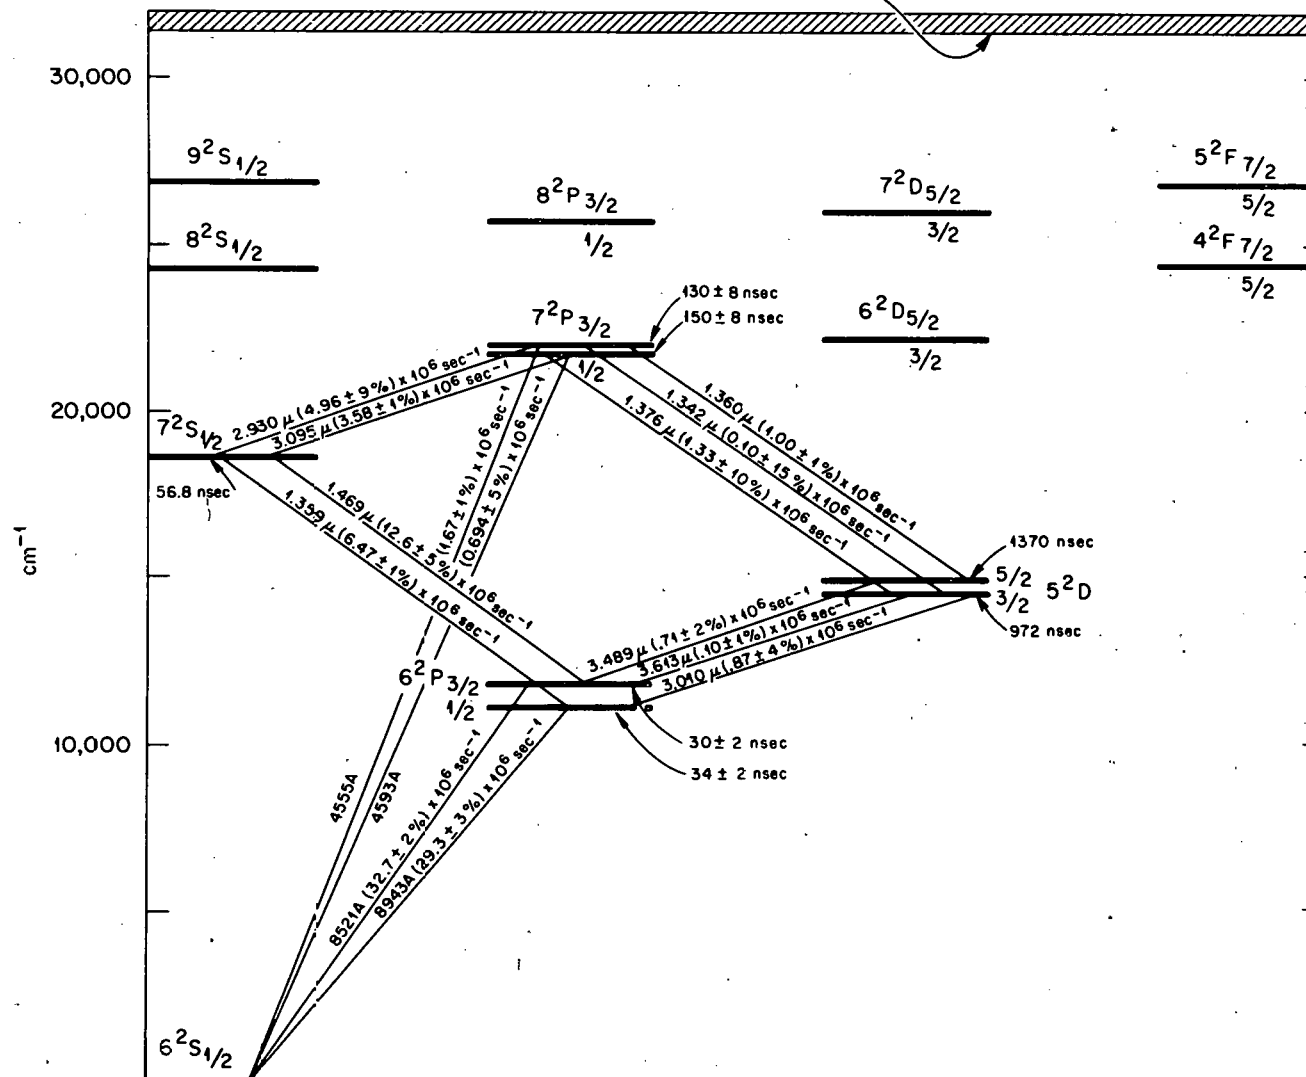 30,000
9²S1/2
8²P3/2
1/2
7²D5/2
3/2
5²F7/2
5/2
8²S1/2
4²F7/2
5/2
130 ± 8 nsec
150 ± 8 nsec
7²P3/2
1/2
6²D5/2
3/2
20,000
7²S1/2
2.930 μ (4.96 ± 9%) x 10⁶ sec⁻¹
3.095 μ (3.58 ± 1%) x 10⁶ sec⁻¹
(1.67 ± 1%) x 10⁶ sec⁻¹
(0.694 ± 5%) x 10⁶ sec⁻¹
1.376 μ (1.33 ± 10%) x 10⁶ sec⁻¹
1.342 μ (0.10 ± 15%) x 10⁶ sec⁻¹
1.360 μ (1.00 ± 1%) x 10⁶ sec⁻¹
56.8 nsec
1.359 μ (6.47 ± 1%) x 10⁶ sec⁻¹
1.469 μ (12.6 ± 5%) x 10⁶ sec⁻¹
cm⁻¹
1370 nsec
5/2
5²D
3/2
972 nsec
3.489 μ (.71 ± 2%) x 10⁶ sec⁻¹
3.613 μ (.10 ± 1%) x 10⁶ sec⁻¹
3.010 μ (.87 ± 4%) x 10⁶ sec⁻¹
6²P3/2
1/2
10,000
30 ± 2 nsec
34 ± 2 nsec
4555A
4593A
8521A (32.7 ± 2%) x 10⁶ sec⁻¹
8943A (29.3 ± 3%) x 10⁶ sec⁻¹
6²S1/2